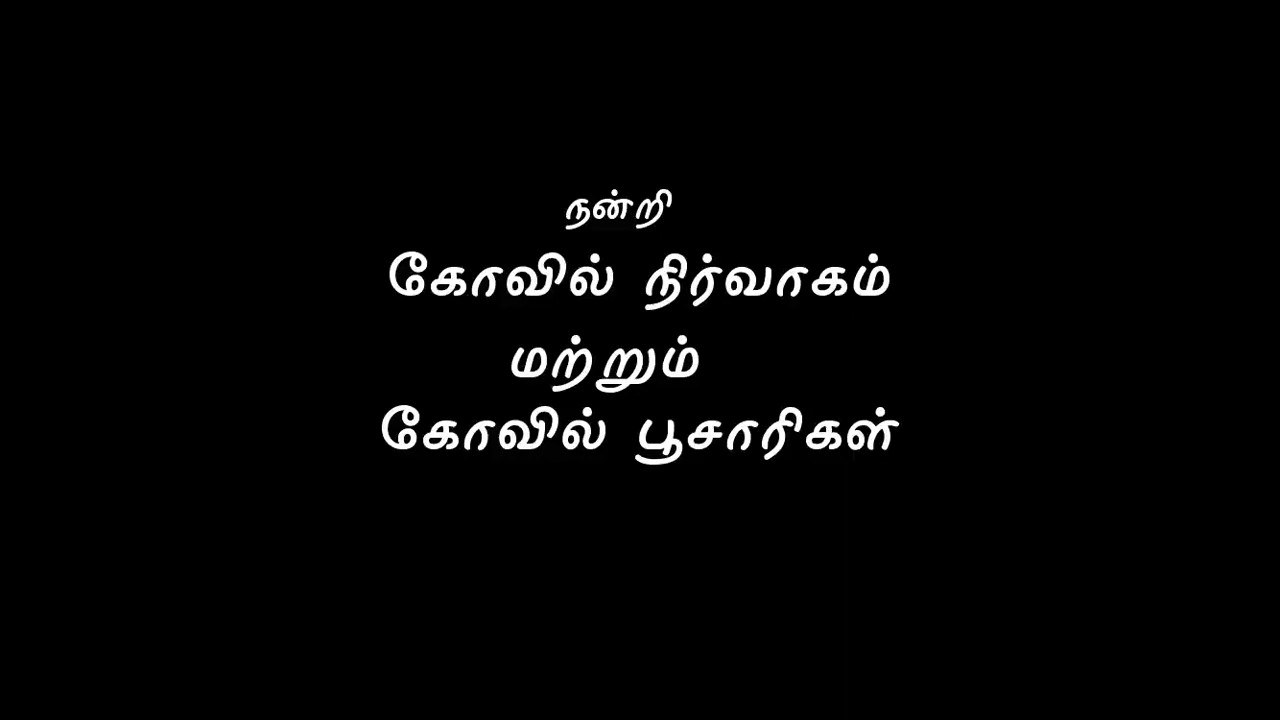 நன்றி
கோவில் நிர்வாகம்
மற்றும்
கோவில் பூசாரிகள்